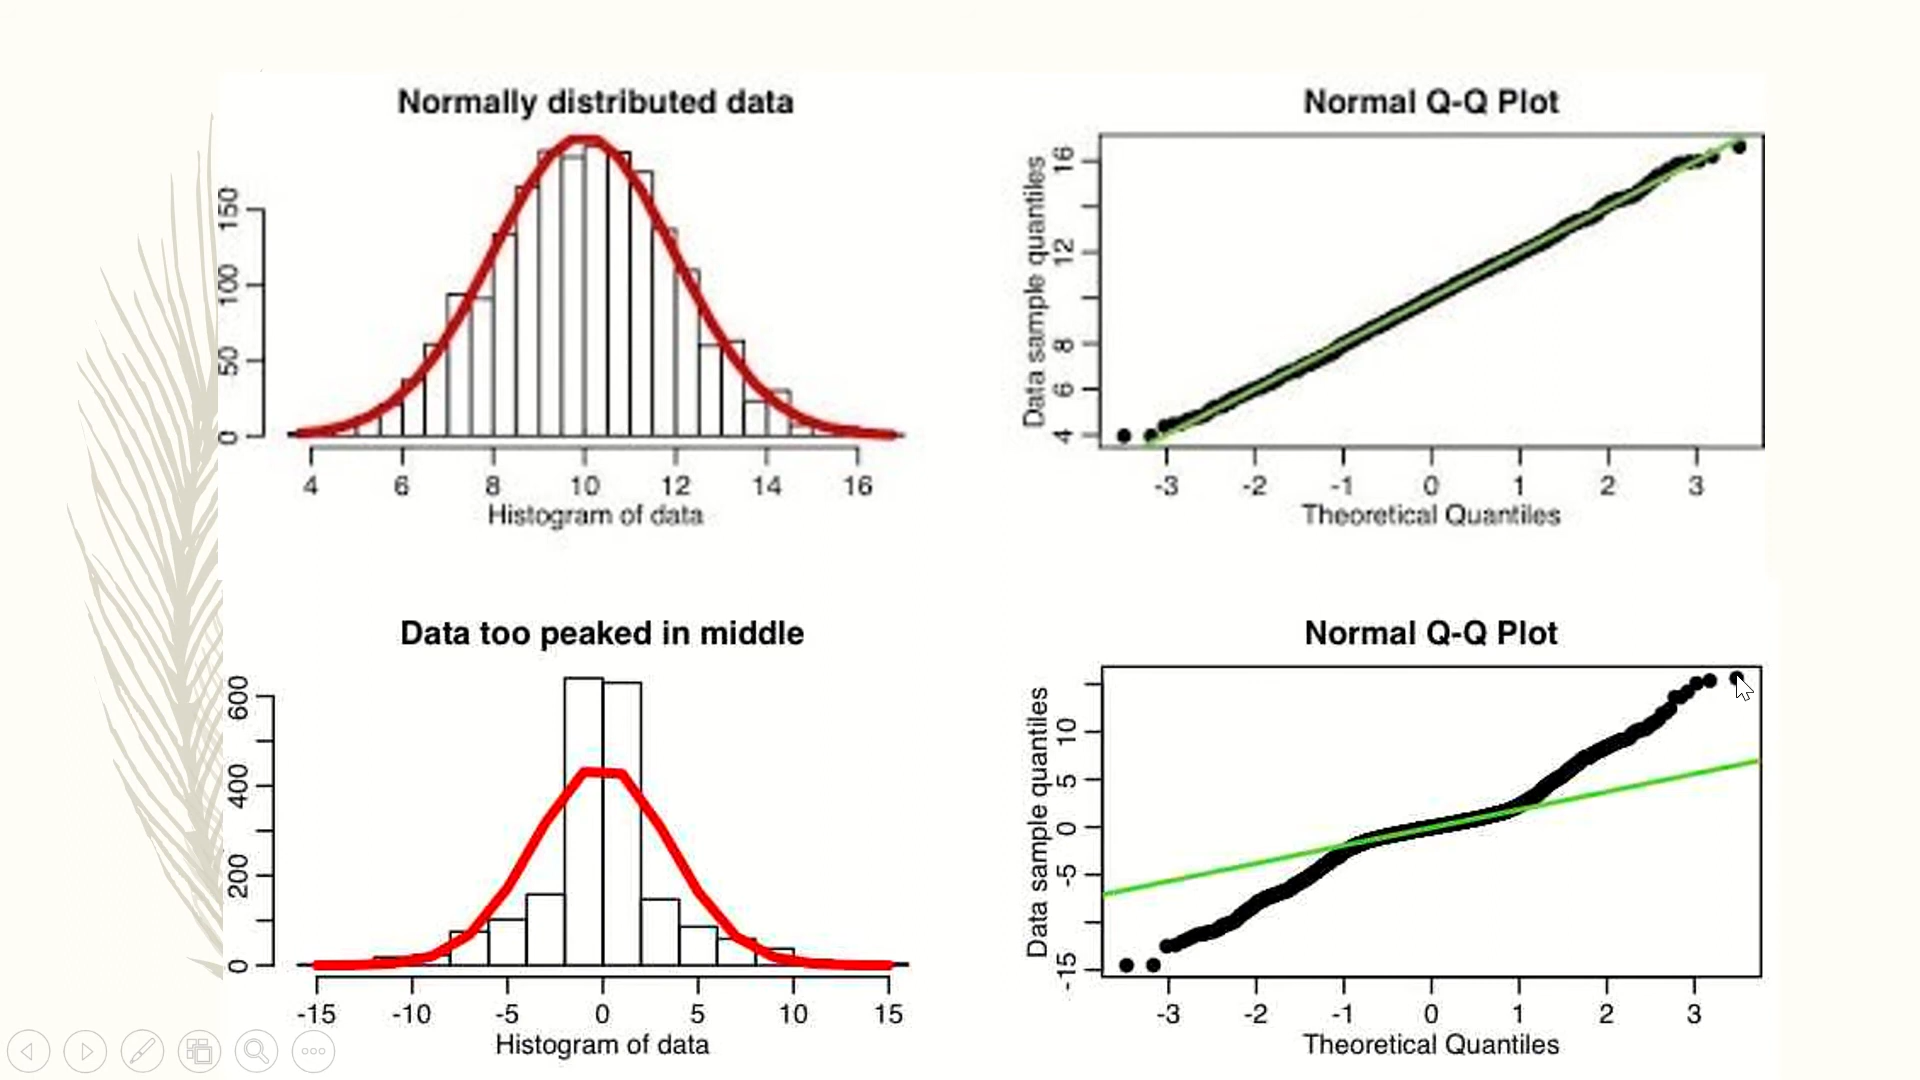 Normally distributed data
150
100
50
0
4 6 8 10 12 14 16
Histogram of data
Normal Q-Q Plot
Data sample quantiles
16
12
8
6
4
-3 -2 -1 0 1 2 3
Theoretical Quantiles
Data too peaked in middle
600
400
200
0
-15 -10 -5 0 5 10 15
Histogram of data
Normal Q-Q Plot
Data sample quantiles
10
5
0
-5
-15
-3 -2 -1 0 1 2 3
Theoretical Quantiles